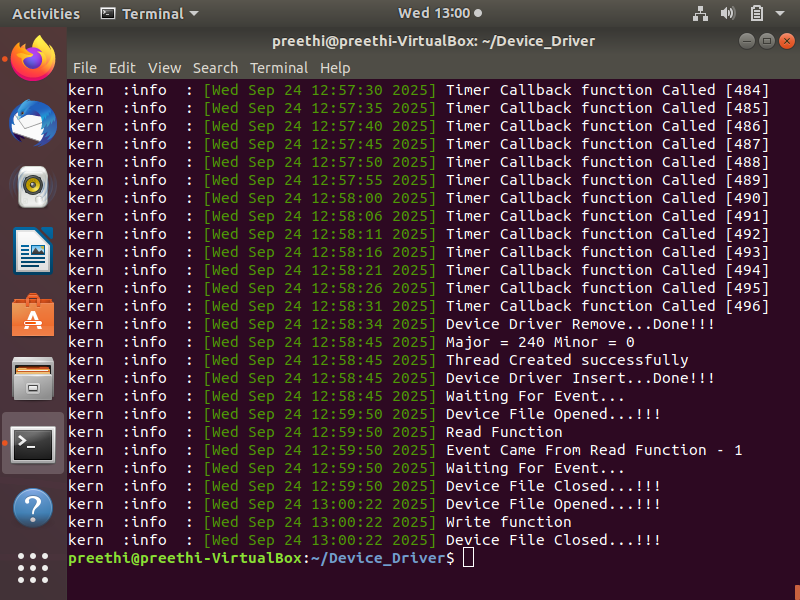 Activities Terminal Wed 13:00
preethi@preethi-VirtualBox: ~/Device_Driver
File Edit View Search Terminal Help
kern  :info  : [Wed Sep 24 12:57:30 2025] Timer Callback function Called [484]
kern  :info  : [Wed Sep 24 12:57:35 2025] Timer Callback function Called [485]
kern  :info  : [Wed Sep 24 12:57:40 2025] Timer Callback function Called [486]
kern  :info  : [Wed Sep 24 12:57:45 2025] Timer Callback function Called [487]
kern  :info  : [Wed Sep 24 12:57:50 2025] Timer Callback function Called [488]
kern  :info  : [Wed Sep 24 12:57:55 2025] Timer Callback function Called [489]
kern  :info  : [Wed Sep 24 12:58:00 2025] Timer Callback function Called [490]
kern  :info  : [Wed Sep 24 12:58:06 2025] Timer Callback function Called [491]
kern  :info  : [Wed Sep 24 12:58:11 2025] Timer Callback function Called [492]
kern  :info  : [Wed Sep 24 12:58:16 2025] Timer Callback function Called [493]
kern  :info  : [Wed Sep 24 12:58:21 2025] Timer Callback function Called [494]
kern  :info  : [Wed Sep 24 12:58:26 2025] Timer Callback function Called [495]
kern  :info  : [Wed Sep 24 12:58:31 2025] Timer Callback function Called [496]
kern  :info  : [Wed Sep 24 12:58:34 2025] Device Driver Remove...Done!!!
kern  :info  : [Wed Sep 24 12:58:45 2025] Major = 240 Minor = 0
kern  :info  : [Wed Sep 24 12:58:45 2025] Thread Created successfully
kern  :info  : [Wed Sep 24 12:58:45 2025] Device Driver Insert...Done!!!
kern  :info  : [Wed Sep 24 12:58:45 2025] Waiting For Event...
kern  :info  : [Wed Sep 24 12:59:50 2025] Device File Opened...!!!
kern  :info  : [Wed Sep 24 12:59:50 2025] Read Function
kern  :info  : [Wed Sep 24 12:59:50 2025] Event Came From Read Function - 1
kern  :info  : [Wed Sep 24 12:59:50 2025] Waiting For Event...
kern  :info  : [Wed Sep 24 12:59:50 2025] Device File Closed...!!!
kern  :info  : [Wed Sep 24 13:00:22 2025] Device File Opened...!!!
kern  :info  : [Wed Sep 24 13:00:22 2025] Write function
kern  :info  : [Wed Sep 24 13:00:22 2025] Device File Closed...!!!
preethi@preethi-VirtualBox:~/Device_Driver$